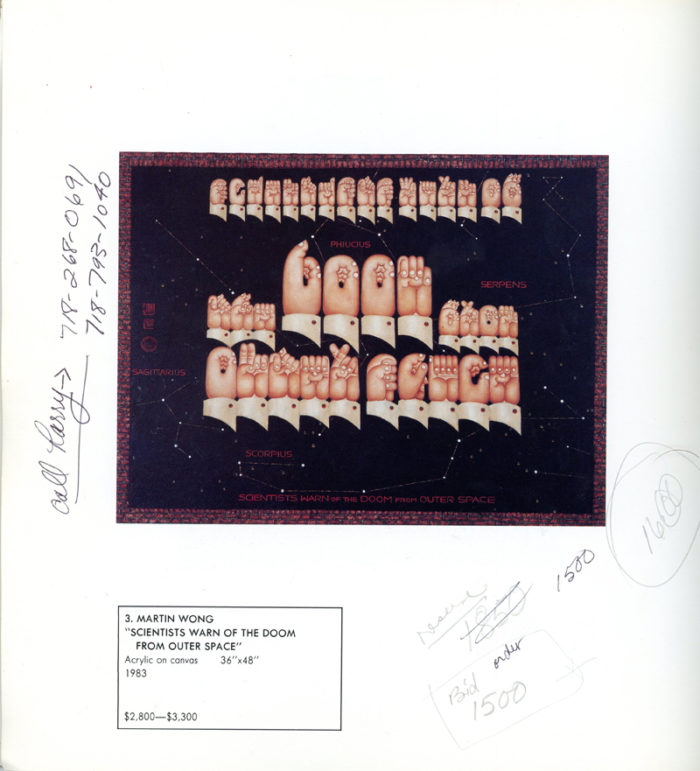 call Larry → 718-268-0691
718-793-1040
PHIUCIUS
SERPENS
SAGITTARIUS
SCORPIUS
SCIENTISTS WARN OF THE DOOM FROM OUTER SPACE
1600
1500
Reserve
Bid order
1500
3. MARTIN WONG
"SCIENTISTS WARN OF THE DOOM
FROM OUTER SPACE"
Acrylic on canvas 36"x48"
1983
$2,800—$3,300